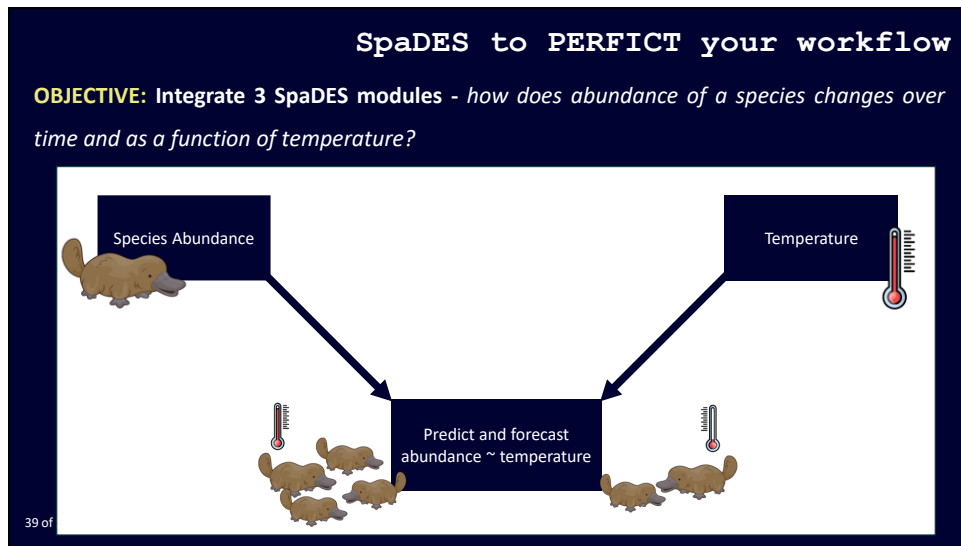 SpaDES to PERFICT your workflow
OBJECTIVE: Integrate 3 SpaDES modules - how does abundance of a species changes over
time and as a function of temperature?
Species Abundance
Temperature
Predict and forecast
abundance ~ temperature
39 of